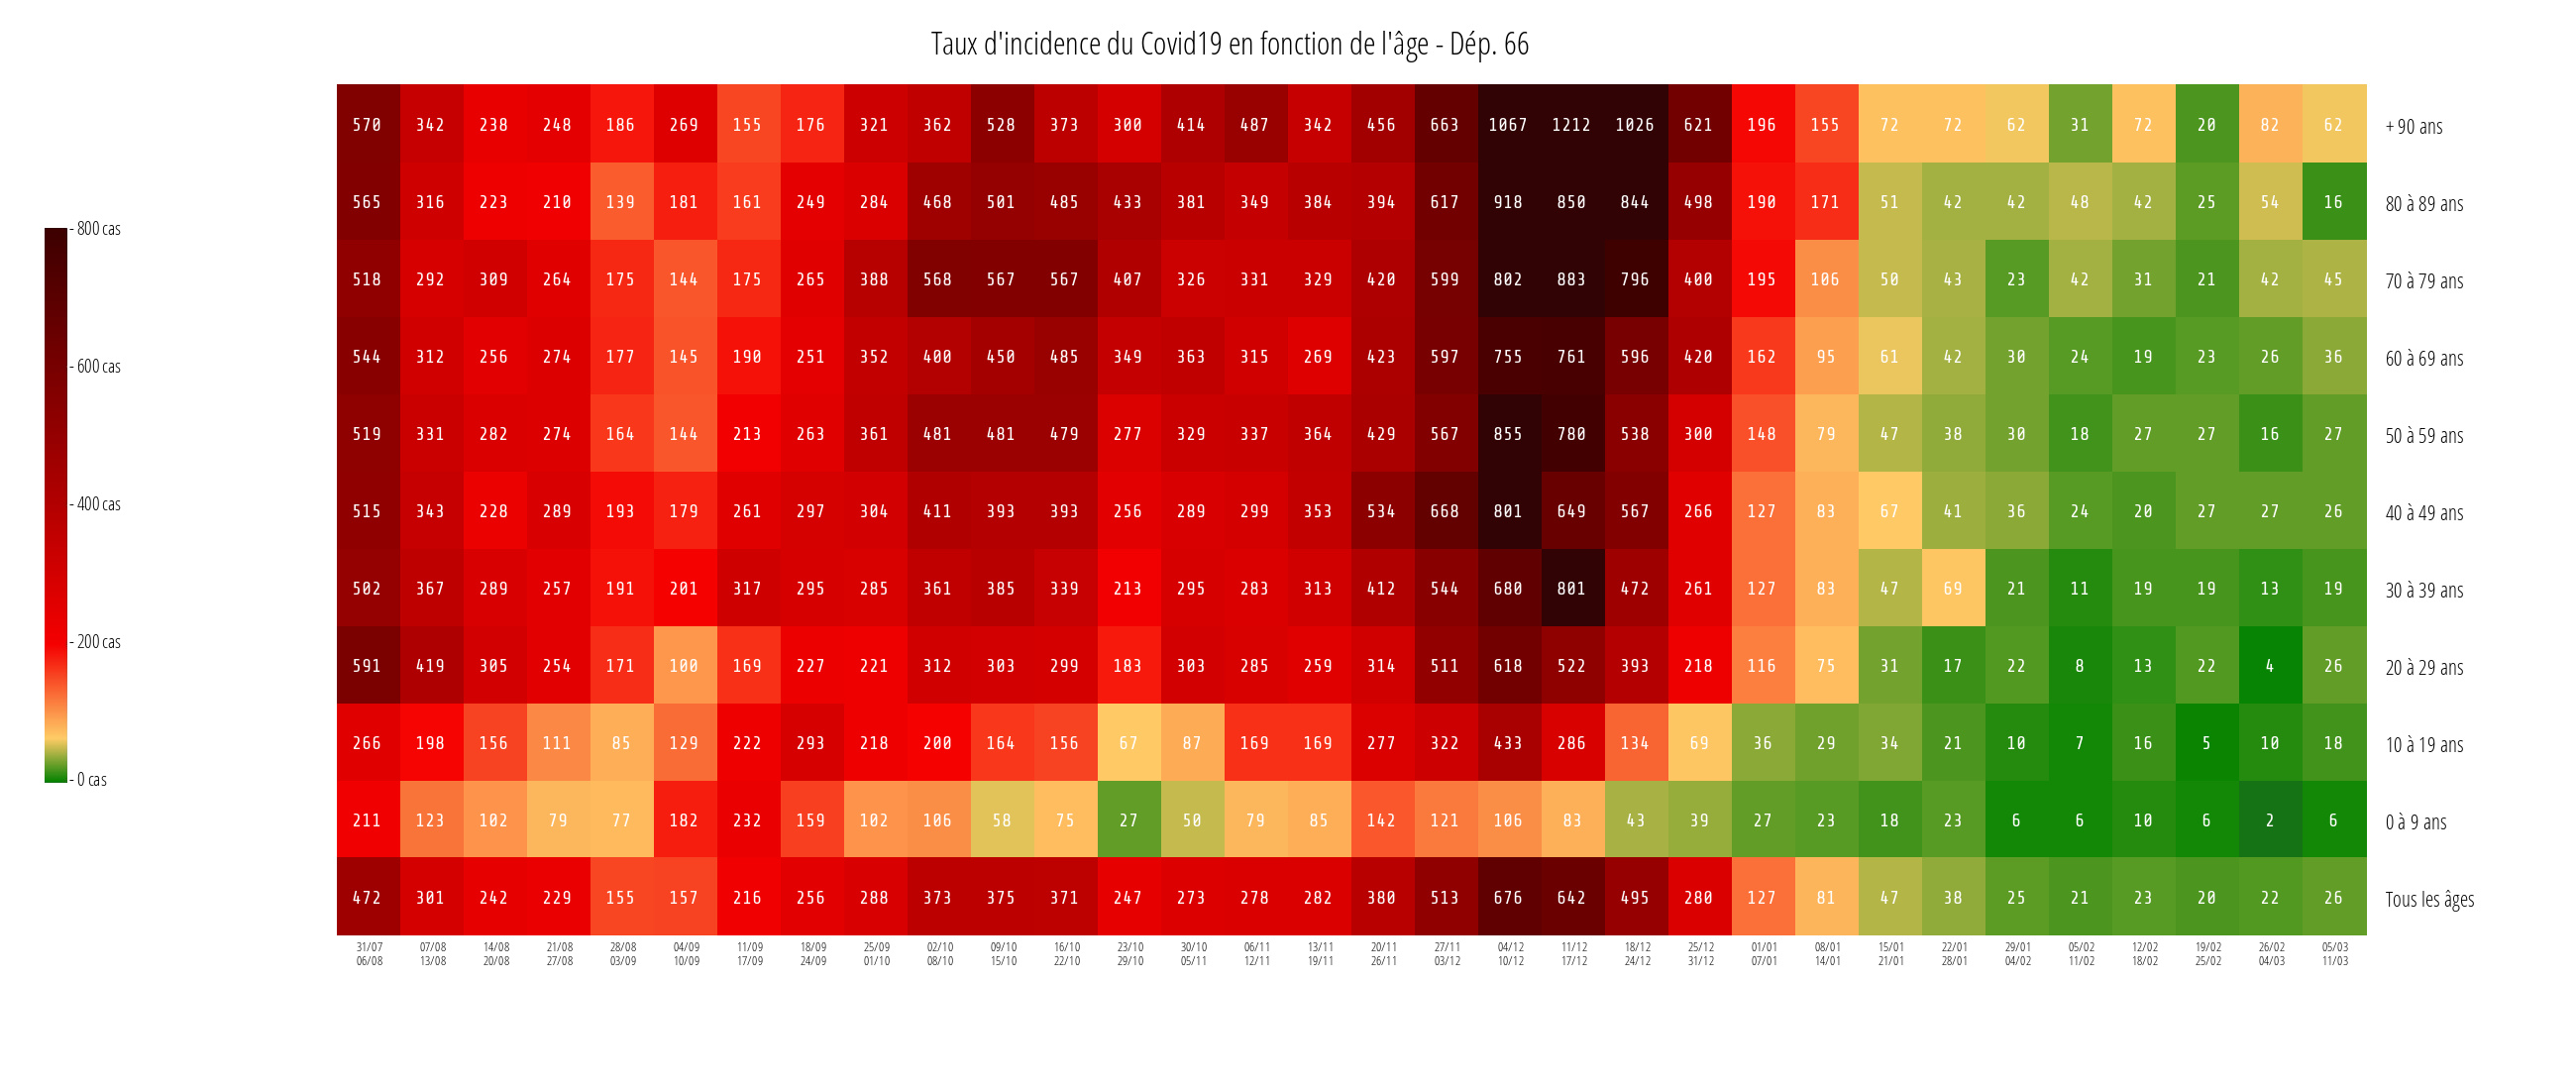 Taux d'incidence du Covid19 en fonction de l'âge - Dép. 66
570 342 238 248 186 269 155 176 321 362 528 373 300 414 487 342 456 663 1067 1212 1026 621 196 155 72 72 62 31 72 20 82 62 + 90 ans
565 316 223 210 139 181 161 249 284 468 501 485 433 381 349 384 394 617 918 850 844 498 190 171 51 42 42 48 42 25 54 16 80 à 89 ans
- 800 cas
518 292 309 264 175 144 175 265 388 568 567 567 407 326 331 329 420 599 802 883 796 400 195 106 50 43 23 42 31 21 42 45 70 à 79 ans
544 312 256 274 177 145 190 251 352 400 450 485 349 363 315 269 423 597 755 761 596 420 162 95 61 42 30 24 19 23 26 36 60 à 69 ans
- 600 cas
519 331 282 274 164 144 213 263 361 481 481 479 277 329 337 364 429 567 855 780 538 300 148 79 47 38 30 18 27 27 16 27 50 à 59 ans
- 400 cas
515 343 228 289 193 179 261 297 304 411 393 393 256 289 299 353 534 668 801 649 567 266 127 83 67 41 36 24 20 27 27 26 40 à 49 ans
502 367 289 257 191 201 317 295 285 361 385 339 213 295 283 313 412 544 680 801 472 261 127 83 47 69 21 11 19 19 13 19 30 à 39 ans
- 200 cas
591 419 305 254 171 100 169 227 221 312 303 299 183 303 285 259 314 511 618 522 393 218 116 75 31 17 22 8 13 22 4 26 20 à 29 ans
266 198 156 111 85 129 222 293 218 200 164 156 67 87 169 169 277 322 433 286 134 69 36 29 34 21 10 7 16 5 10 18 10 à 19 ans
- 0 cas
211 123 102 79 77 182 232 159 102 106 58 75 27 50 79 85 142 121 106 83 43 39 27 23 18 23 6 6 10 6 2 6 0 à 9 ans
472 301 242 229 155 157 216 256 288 373 375 371 247 273 278 282 380 513 676 642 495 280 127 81 47 38 25 21 23 20 22 26 Tous les âges
31/07 07/08 14/08 21/08 28/08 04/09 11/09 18/09 25/09 02/10 09/10 16/10 23/10 30/10 06/11 13/11 20/11 27/11 04/12 11/12 18/12 25/12 01/01 08/01 15/01 22/01 29/01 05/02 12/02 19/02 26/02 05/03
06/08 13/08 20/08 27/08 03/09 10/09 17/09 24/09 01/10 08/10 15/10 22/10 29/10 05/11 12/11 19/11 26/11 03/12 10/12 17/12 24/12 31/12 07/01 14/01 21/01 28/01 04/02 11/02 18/02 25/02 04/03 11/03